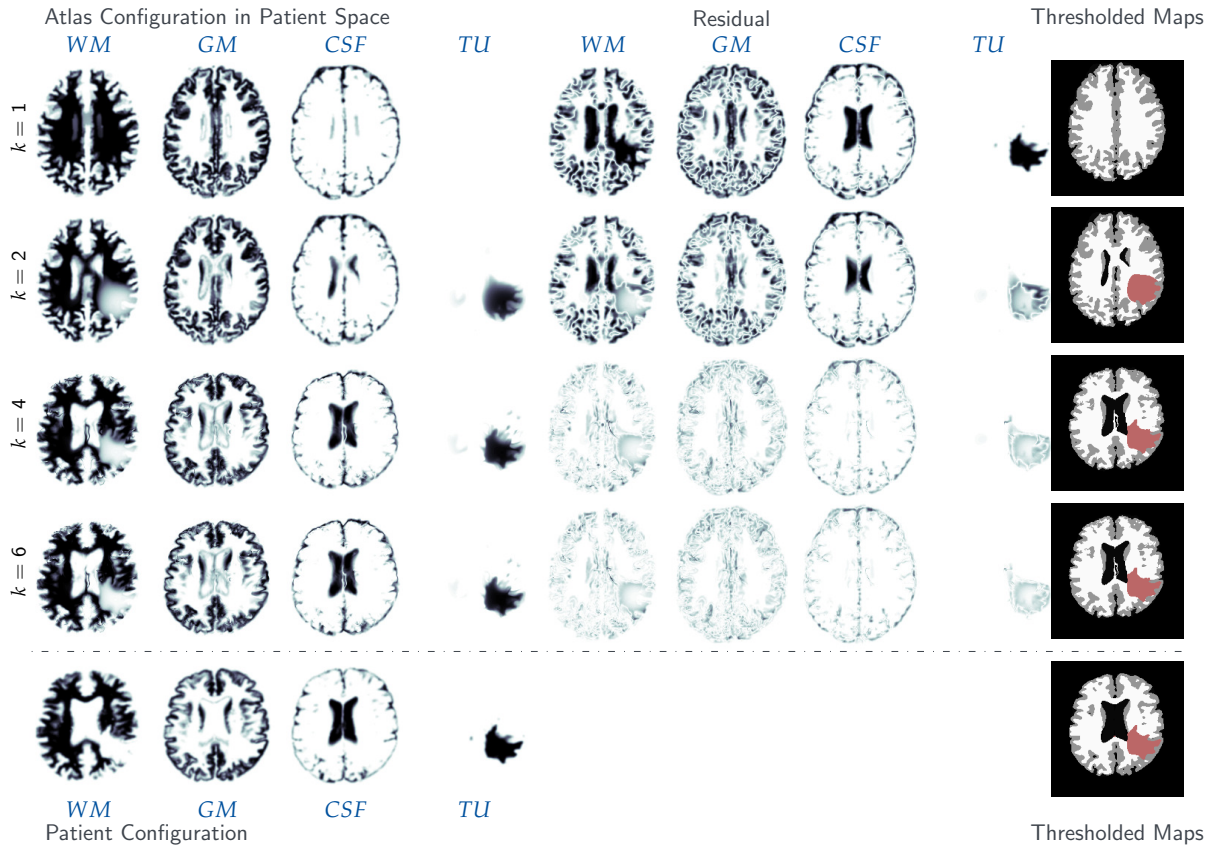 Atlas Configuration in Patient Space Residual Thresholded Maps
WM GM CSF TU WM GM CSF TU
k = 1
k = 2
k = 4
k = 6
WM GM CSF TU
Patient Configuration Thresholded Maps